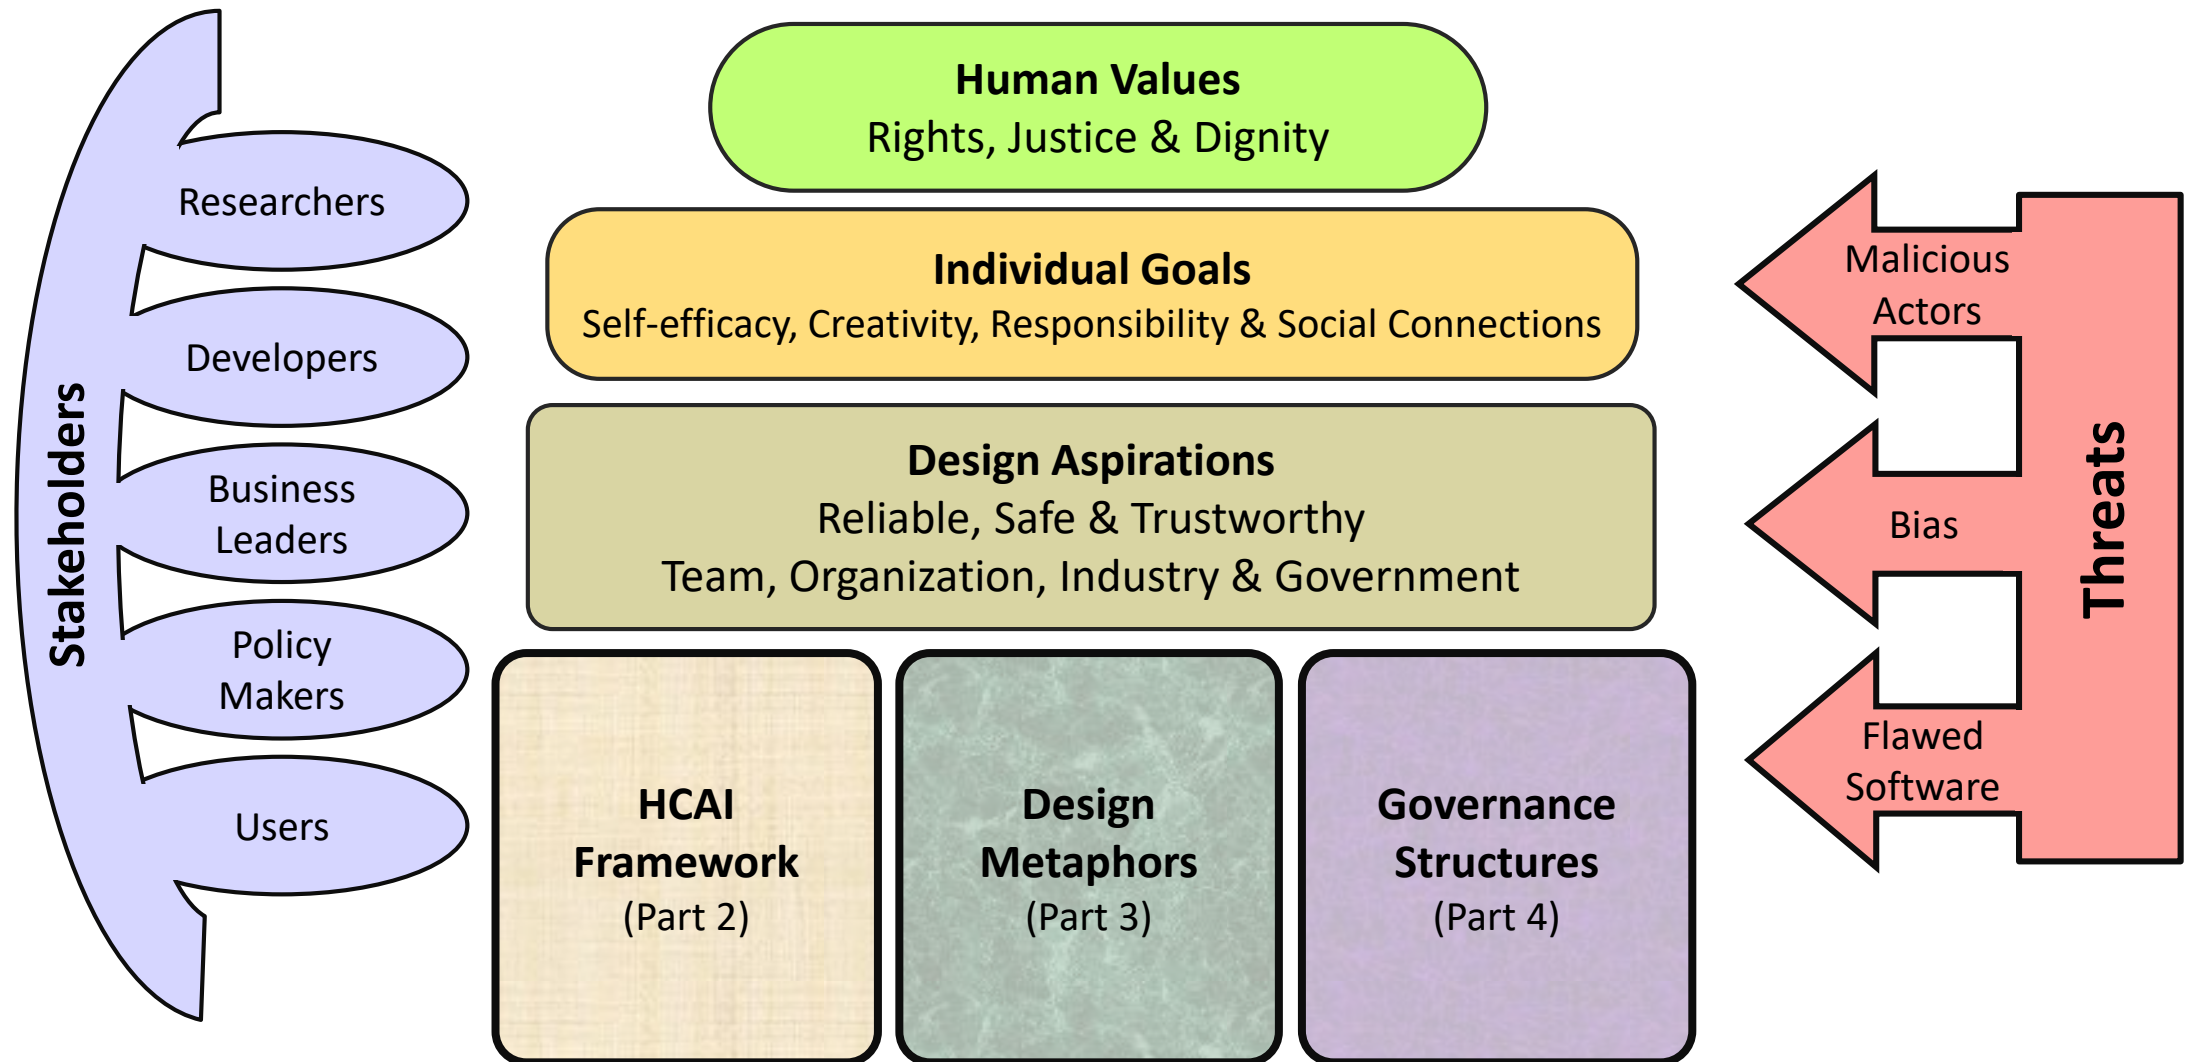 Stakeholders
Researchers
Developers
Business
Leaders
Policy
Makers
Users
Human Values
Rights, Justice & Dignity
Individual Goals
Self-efficacy, Creativity, Responsibility & Social Connections
Design Aspirations
Reliable, Safe & Trustworthy
Team, Organization, Industry & Government
HCAI
Framework
(Part 2)
Design
Metaphors
(Part 3)
Governance
Structures
(Part 4)
Malicious
Actors
Bias
Flawed
Software
Threats